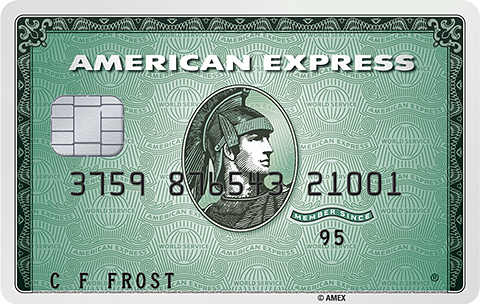 AMERICAN EXPRESS
3759 876543 21001
MEMBER SINCE
95
C F FROST
®
© AMEX